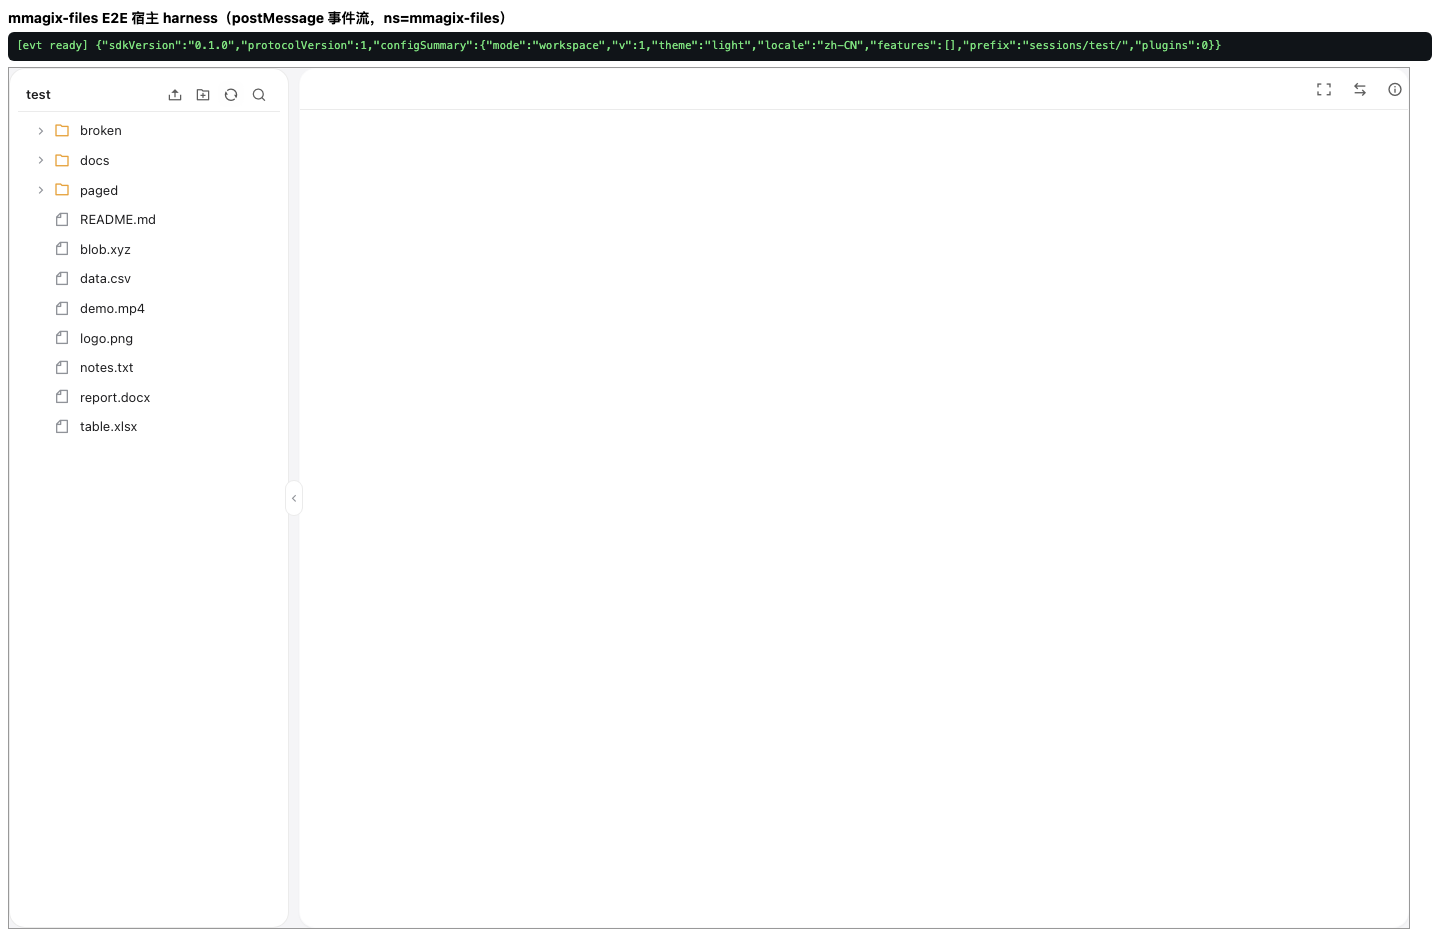 mmagix-files E2E 宿主 harness（postMessage 事件流，ns=mmagix-files）
[evt ready] {"sdkVersion":"0.1.0","protocolVersion":1,"configSummary":{"mode":"workspace","v":1,"theme":"light","locale":"zh-CN","features":[],"prefix":"sessions/test/","plugins":0}}
test
broken
docs
paged
README.md
blob.xyz
data.csv
demo.mp4
logo.png
notes.txt
report.docx
table.xlsx